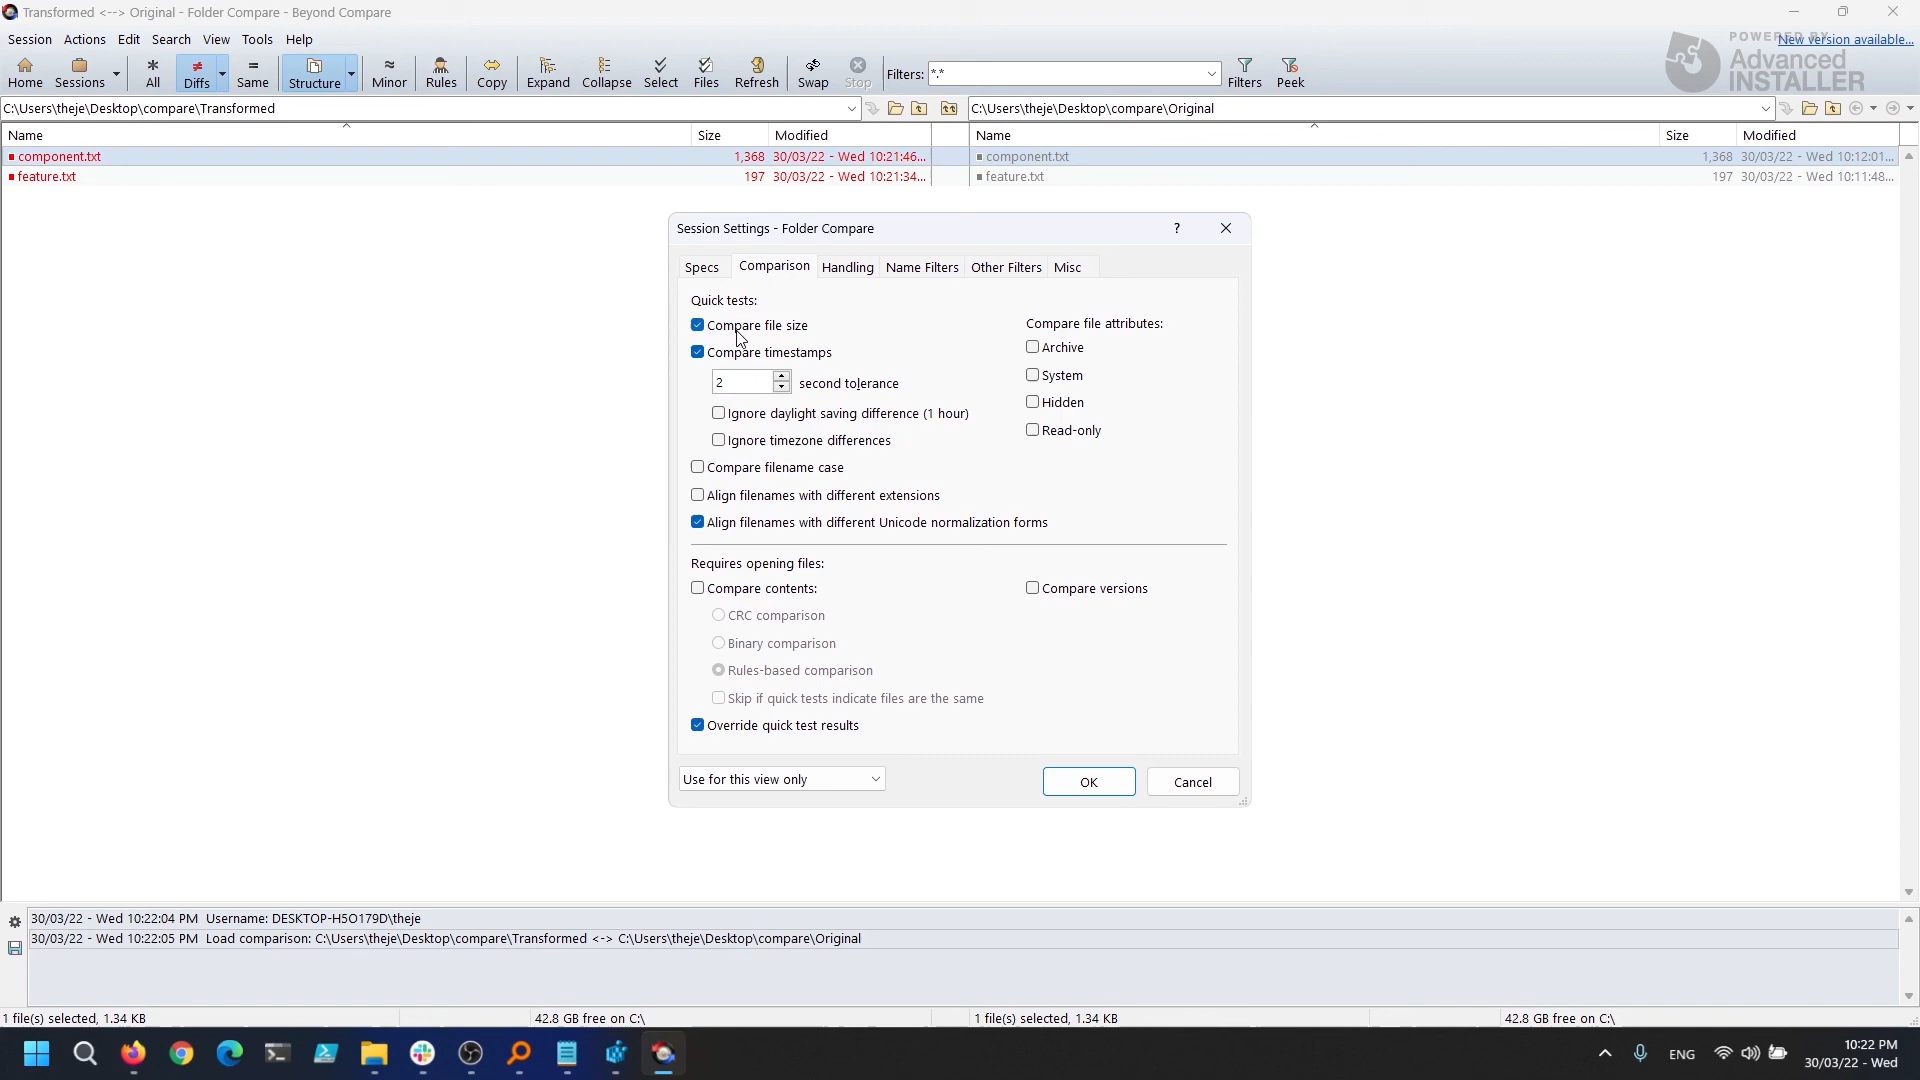 Transformed <--> Original - Folder Compare - Beyond Compare
Session Actions Edit Search View Tools Help
New version available...
POWERED BY
Advanced
INSTALLER
Home Sessions All Diffs Same Structure Minor Rules Copy Expand Collapse Select Files Refresh Swap Stop Filters: *.* Filters Peek
C:\Users\theje\Desktop\compare\Transformed C:\Users\theje\Desktop\compare\Original
Name Size Modified Name Size Modified
component.txt 1,368 30/03/22 - Wed 10:21:46... component.txt 1,368 30/03/22 - Wed 10:12:01...
feature.txt 197 30/03/22 - Wed 10:21:34... feature.txt 197 30/03/22 - Wed 10:11:48...
Session Settings - Folder Compare ?
Specs Comparison Handling Name Filters Other Filters Misc
Quick tests:
Compare file size
Compare timestamps
2 second tolerance
Ignore daylight saving difference (1 hour)
Ignore timezone differences
Compare filename case
Align filenames with different extensions
Align filenames with different Unicode normalization forms
Compare file attributes:
Archive
System
Hidden
Read-only
Requires opening files:
Compare contents:
CRC comparison
Binary comparison
Rules-based comparison
Skip if quick tests indicate files are the same
Override quick test results
Compare versions
Use for this view only OK Cancel
30/03/22 - Wed 10:22:04 PM Username: DESKTOP-H5O179D\theje
30/03/22 - Wed 10:22:05 PM Load comparison: C:\Users\theje\Desktop\compare\Transformed <-> C:\Users\theje\Desktop\compare\Original
1 file(s) selected, 1.34 KB 42.8 GB free on C:\ 1 file(s) selected, 1.34 KB 42.8 GB free on C:\
ENG
10:22 PM
30/03/22 - Wed